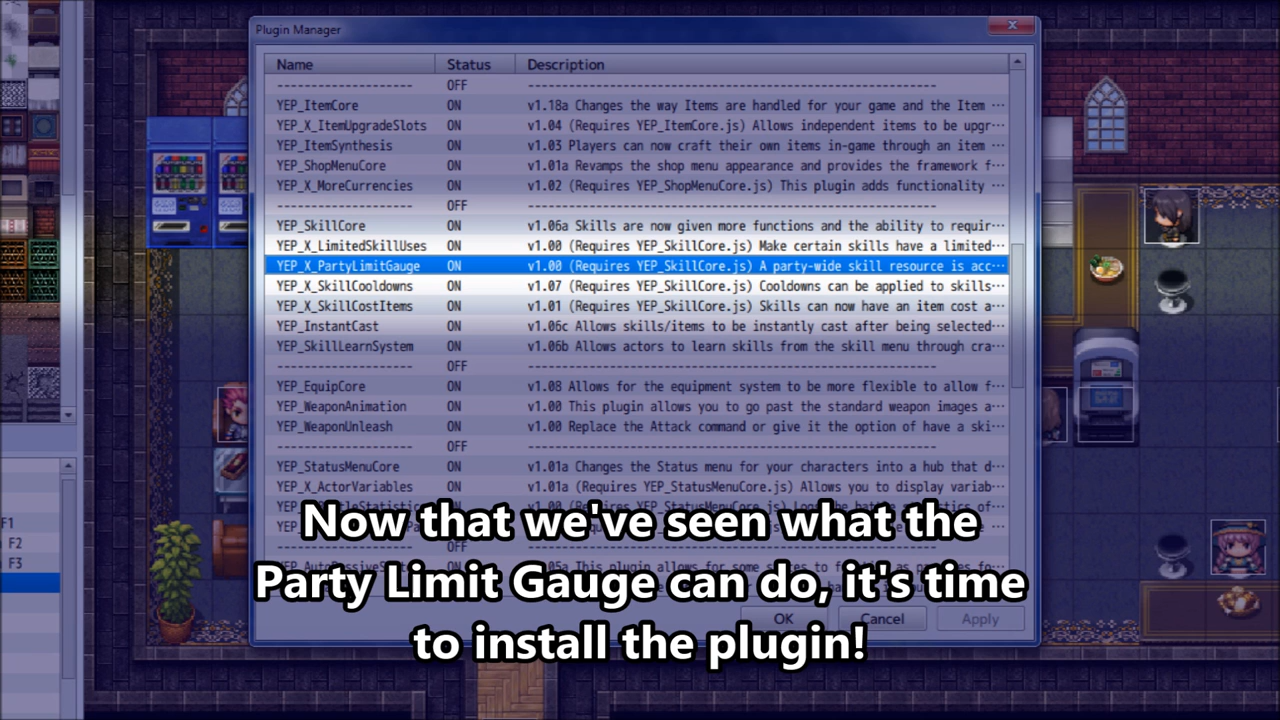 Plugin Manager
Name Status Description
-------------------- OFF ------------------------------------------------------------
YEP_ItemCore ON v1.18a Changes the way Items are handled for your game and the Item ···
YEP_X_ItemUpgradeSlots ON v1.04 (Requires YEP_ItemCore.js) Allows independent items to be upgr···
YEP_ItemSynthesis ON v1.03 Players can now craft their own items in-game through an item ···
YEP_ShopMenuCore ON v1.01a Revamps the shop menu appearance and provides the framework f···
YEP_X_MoreCurrencies ON v1.02 (Requires YEP_ShopMenuCore.js) This plugin adds functionality ···
-------------------- OFF ------------------------------------------------------------
YEP_SkillCore ON v1.06a Skills are now given more functions and the ability to requir···
YEP_X_LimitedSkillUses ON v1.00 (Requires YEP_SkillCore.js) Make certain skills have a limited···
YEP_X_PartyLimitGauge ON v1.00 (Requires YEP_SkillCore.js) A party-wide skill resource is acc···
YEP_X_SkillCooldowns ON v1.07 (Requires YEP_SkillCore.js) Cooldowns can be applied to skills···
YEP_X_SkillCostItems ON v1.01 (Requires YEP_SkillCore.js) Skills can now have an item cost a···
YEP_InstantCast ON v1.06c Allows skills/items to be instantly cast after being selected···
YEP_SkillLearnSystem ON v1.06b Allows actors to learn skills from the skill menu through cra···
-------------------- OFF ------------------------------------------------------------
YEP_EquipCore ON v1.08 Allows for the equipment system to be more flexible to allow f···
YEP_WeaponAnimation ON v1.00 This plugin allows you to go past the standard weapon images a···
YEP_WeaponUnleash ON v1.00 Replace the Attack command or give it the option of have a ski···
-------------------- OFF ------------------------------------------------------------
YEP_StatusMenuCore ON v1.01a Changes the Status menu for your characters into a hub that d···
YEP_X_ActorVariables ON v1.01a (Requires YEP_StatusMenuCore.js) Allows you to display variab···
Now that we've seen what the
Party Limit Gauge can do, it's time
to install the plugin!
OK Cancel Apply
F1
F2
F3